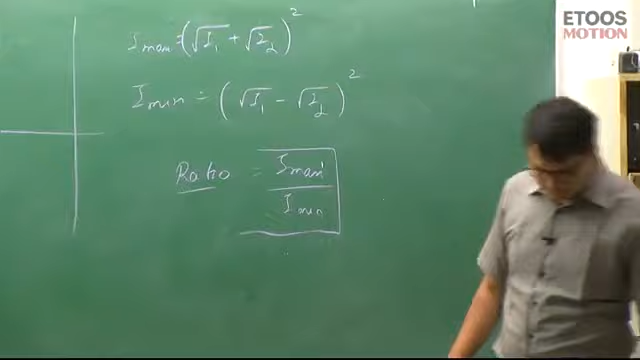 ETOOS
MOTION
Imax = (√I₁ + √I₂)²
Imin = (√I₁ - √I₂)²
Ratio = Imax
Imin